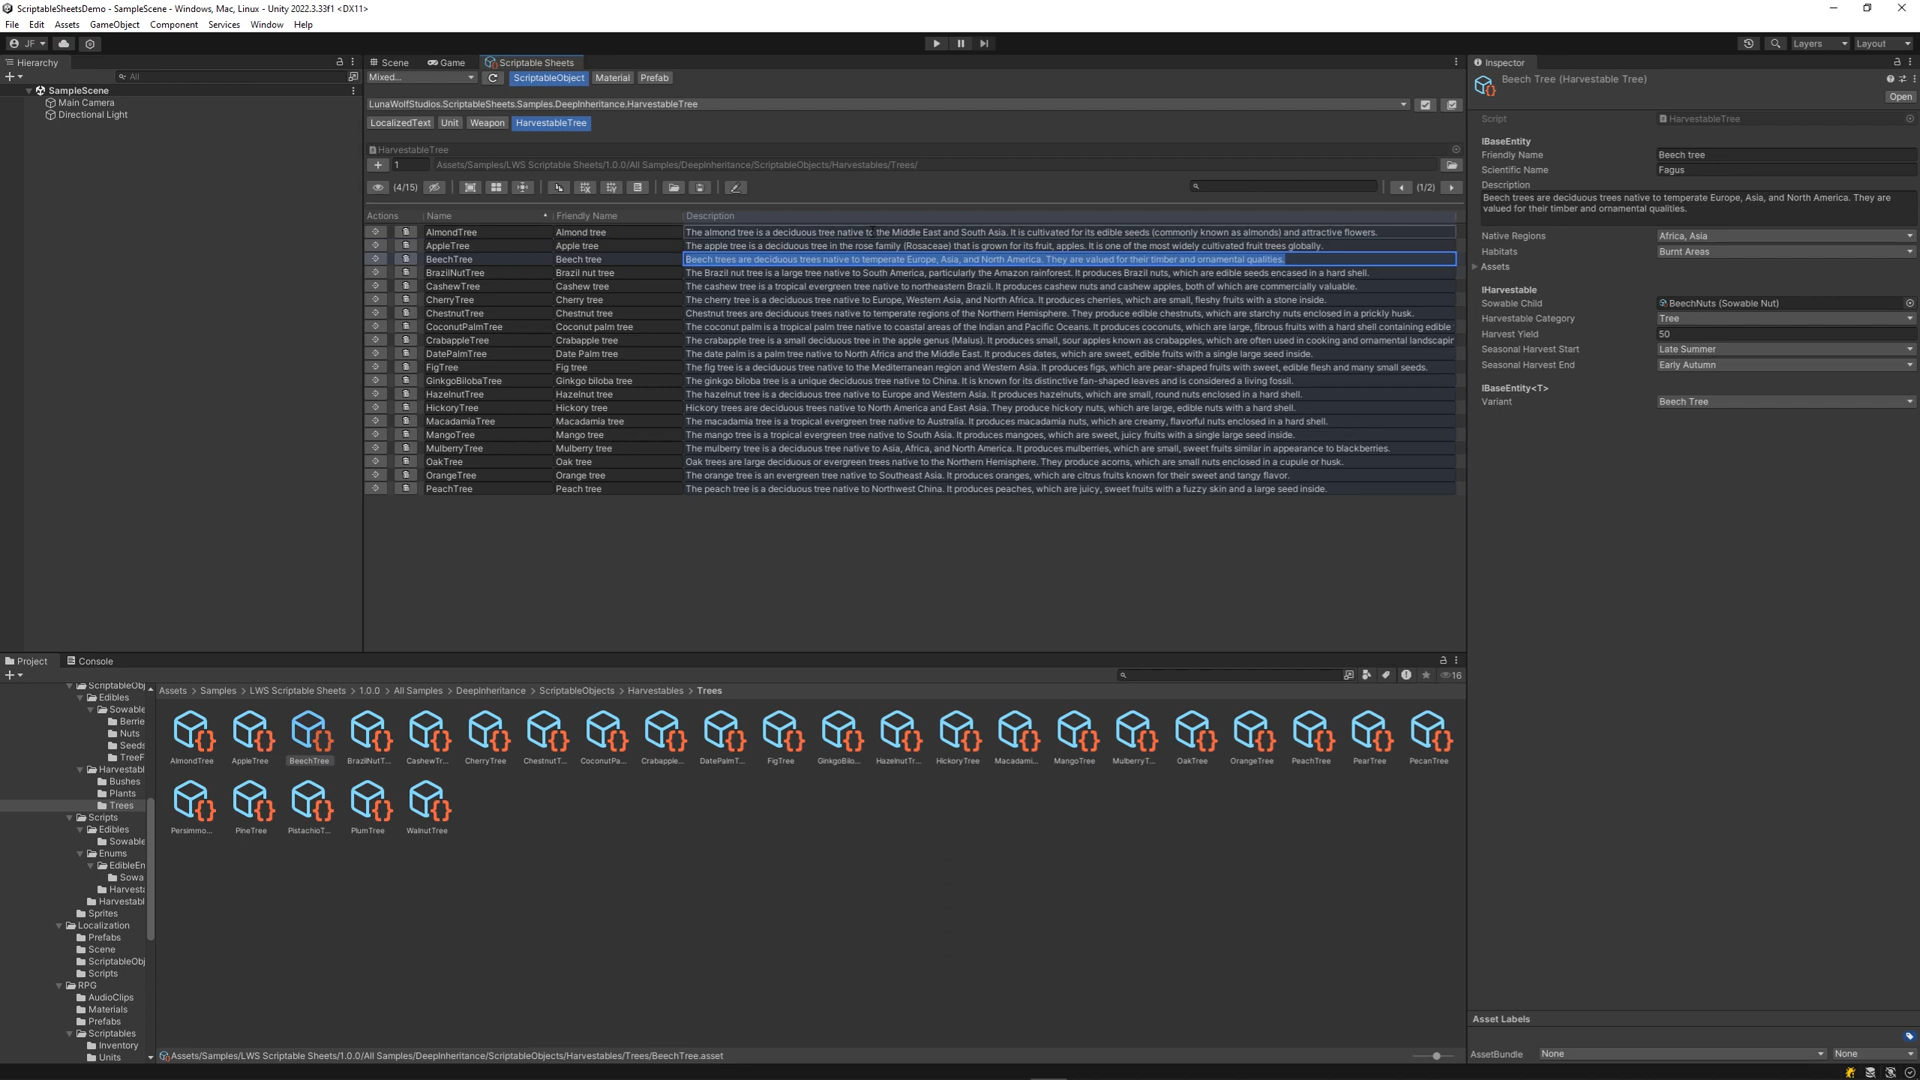 ScriptableSheetsDemo - SampleScene - Windows, Mac, Linux - Unity 2022.3.33f1 <DX11>
File Edit Assets GameObject Component Services Window Help
JF Layers Layout
Hierarchy
All
SampleScene
Main Camera
Directional Light
Scene Game Scriptable Sheets
Mixed... ScriptableObject Material Prefab
LunaWolfStudios.ScriptableSheets.Samples.DeepInheritance.HarvestableTree
LocalizedText Unit Weapon HarvestableTree
HarvestableTree
1 Assets/Samples/LWS Scriptable Sheets/1.0.0/All Samples/DeepInheritance/ScriptableObjects/Harvestables/Trees/
(4/15) (1/2)
Actions Name Friendly Name Description
AlmondTree Almond tree The almond tree is a deciduous tree native to the Middle East and South Asia. It is cultivated for its edible seeds (commonly known as almonds) and attractive flowers.
AppleTree Apple tree The apple tree is a deciduous tree in the rose family (Rosaceae) that is grown for its fruit, apples. It is one of the most widely cultivated fruit trees globally.
BeechTree Beech tree Beech trees are deciduous trees native to temperate Europe, Asia, and North America. They are valued for their timber and ornamental qualities.
BrazilNutTree Brazil nut tree The Brazil nut tree is a large tree native to South America, particularly the Amazon rainforest. It produces Brazil nuts, which are edible seeds encased in a hard shell.
CashewTree Cashew tree The cashew tree is a tropical evergreen tree native to northeastern Brazil. It produces cashew nuts and cashew apples, both of which are commercially valuable.
CherryTree Cherry tree The cherry tree is a deciduous tree native to Europe, Western Asia, and North Africa. It produces cherries, which are small, fleshy fruits with a stone inside.
ChestnutTree Chestnut tree Chestnut trees are deciduous trees native to temperate regions of the Northern Hemisphere. They produce edible chestnuts, which are starchy nuts enclosed in a prickly husk.
CoconutPalmTree Coconut palm tree The coconut palm is a tropical palm tree native to coastal areas of the Indian and Pacific Oceans. It produces coconuts, which are large, fibrous fruits with a hard shell containing edible
CrabappleTree Crabapple tree The crabapple tree is a small deciduous tree in the apple genus (Malus). It produces small, sour apples known as crabapples, which are often used in cooking and ornamental landscapin
DatePalmTree Date Palm tree The date palm is a palm tree native to North Africa and the Middle East. It produces dates, which are sweet, edible fruits with a single large seed inside.
FigTree Fig tree The fig tree is a deciduous tree native to the Mediterranean region and Western Asia. It produces figs, which are pear-shaped fruits with sweet, edible flesh and many small seeds.
GinkgoBilobaTree Ginkgo biloba tree The ginkgo biloba tree is a unique deciduous tree native to China. It is known for its distinctive fan-shaped leaves and is considered a living fossil.
HazelnutTree Hazelnut tree The hazelnut tree is a deciduous tree native to Europe and Western Asia. It produces hazelnuts, which are small, round nuts enclosed in a hard shell.
HickoryTree Hickory tree Hickory trees are deciduous trees native to North America and East Asia. They produce hickory nuts, which are large, edible nuts with a hard shell.
MacadamiaTree Macadamia tree The macadamia tree is a tropical evergreen tree native to Australia. It produces macadamia nuts, which are creamy, flavorful nuts enclosed in a hard shell.
MangoTree Mango tree The mango tree is a tropical evergreen tree native to South Asia. It produces mangoes, which are sweet, juicy fruits with a single large seed inside.
MulberryTree Mulberry tree The mulberry tree is a deciduous tree native to Asia, Africa, and North America. It produces mulberries, which are small, sweet fruits similar in appearance to blackberries.
OakTree Oak tree Oak trees are large deciduous or evergreen trees native to the Northern Hemisphere. They produce acorns, which are small nuts enclosed in a cupule or husk.
OrangeTree Orange tree The orange tree is an evergreen tree native to Southeast Asia. It produces oranges, which are citrus fruits known for their sweet and tangy flavor.
PeachTree Peach tree The peach tree is a deciduous tree native to Northwest China. It produces peaches, which are juicy, sweet fruits with a fuzzy skin and a large seed inside.
Inspector
Beech Tree (Harvestable Tree)
Open
Script HarvestableTree
IBaseEntity
Friendly Name Beech tree
Scientific Name Fagus
Description
Beech trees are deciduous trees native to temperate Europe, Asia, and North America. They are
valued for their timber and ornamental qualities.
Native Regions Africa, Asia
Habitats Burnt Areas
Assets
IHarvestable
Sowable Child BeechNuts (Sowable Nut)
Harvestable Category Tree
Harvest Yield 50
Seasonal Harvest Start Late Summer
Seasonal Harvest End Early Autumn
IBaseEntity<T>
Variant Beech Tree
Asset Labels
AssetBundle None None
Project Console
16
ScriptableObj
Edibles
Sowable
Berrie
Nuts
Seeds
TreeF
Harvestabl
Bushes
Plants
Trees
Scripts
Edibles
Sowable
Enums
EdibleEn
Sowa
Harvesta
Harvestabl
Sprites
Localization
Prefabs
Scene
ScriptableObj
Scripts
RPG
AudioClips
Materials
Prefabs
Scriptables
Inventory
Units
Assets > Samples > LWS Scriptable Sheets > 1.0.0 > All Samples > DeepInheritance > ScriptableObjects > Harvestables > Trees
AlmondTree AppleTree BeechTree BrazilNutT... CashewTr... CherryTree ChestnutT... CoconutPa... Crabapple... DatePalmT... FigTree GinkgoBilo... HazelnutTr... HickoryTree Macadami... MangoTree MulberryT... OakTree OrangeTree PeachTree PearTree PecanTree
Persimmo... PineTree PistachioT... PlumTree WalnutTree
Assets/Samples/LWS Scriptable Sheets/1.0.0/All Samples/DeepInheritance/ScriptableObjects/Harvestables/Trees/BeechTree.asset